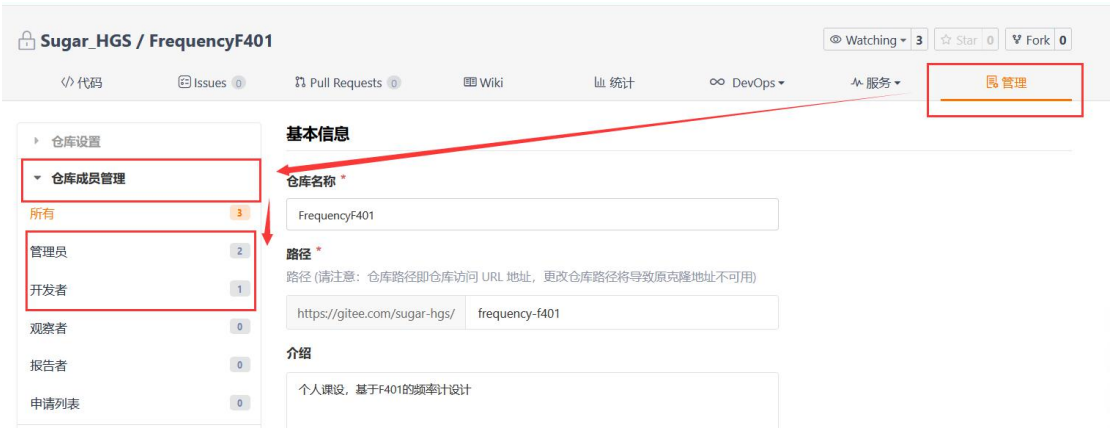 Sugar_HGS / FrequencyF401
Watching 3 Star 0 Fork 0
代码 Issues 0 Pull Requests 0 Wiki 统计 DevOps 服务 管理
仓库设置
仓库成员管理
所有 3
管理员 2
开发者 1
观察者 0
报告者 0
申请列表 0
基本信息
仓库名称 *
FrequencyF401
路径 *
路径 (请注意：仓库路径即仓库访问 URL 地址，更改仓库路径将导致原克隆地址不可用)
https://gitee.com/sugar-hgs/ frequency-f401
介绍
个人课设，基于F401的频率计设计